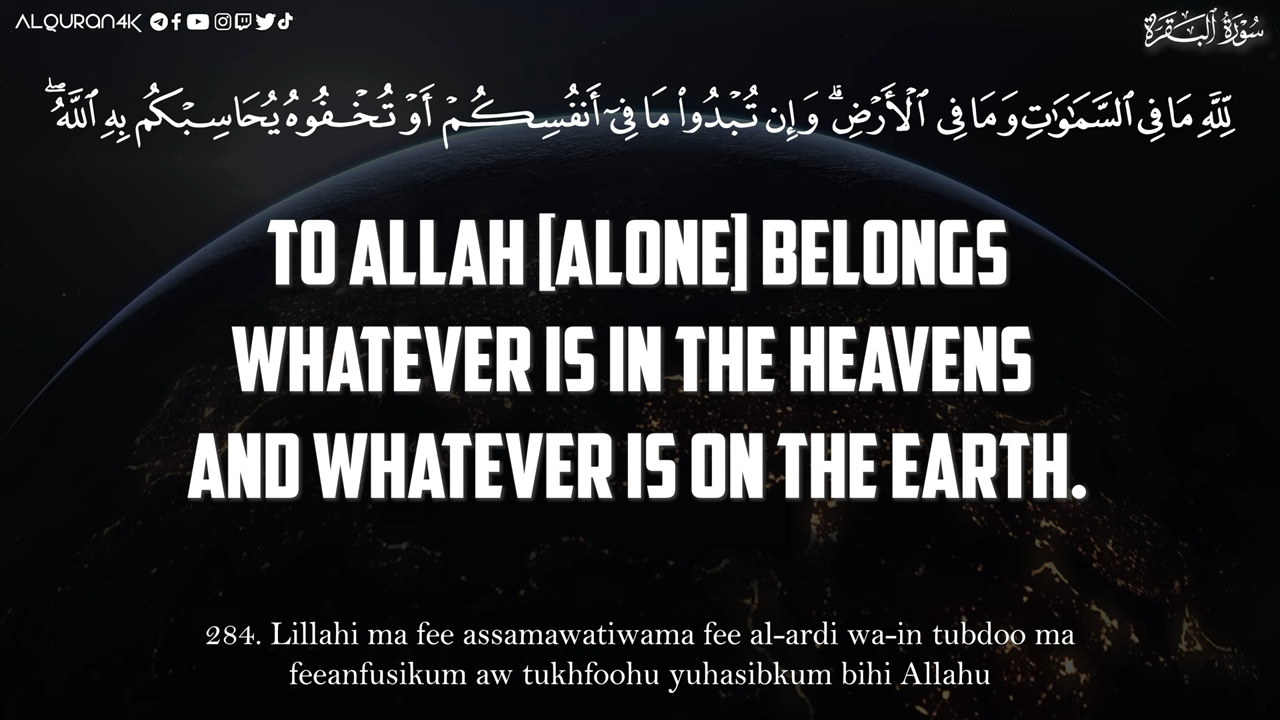 ALQURAN4K
سُورَةُ ٱلْبَقَرَةِ
لِّلَّهِ مَا فِى ٱلسَّمَٰوَٰتِ وَمَا فِى ٱلْأَرْضِ ۗ وَإِن تُبْدُوا۟ مَا فِىٓ أَنفُسِكُمْ أَوْ تُخْفُوهُ يُحَاسِبْكُم بِهِ ٱللَّهُ ۖ
TO ALLAH [ALONE] BELONGS
WHATEVER IS IN THE HEAVENS
AND WHATEVER IS ON THE EARTH.
284. Lillahi ma fee assamawatiwama fee al-ardi wa-in tubdoo ma
feeanfusikum aw tukhfoohu yuhasibkum bihi Allahu